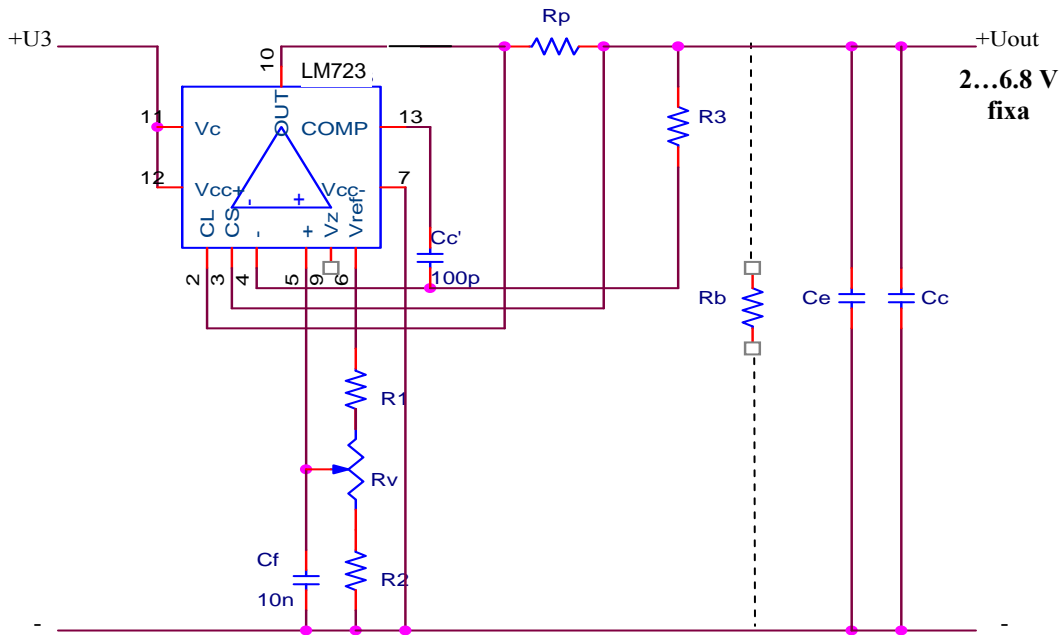 Rp
+U3
+Uout
10
LM723
2...6.8 V
fixa
OUT
11
Vc
COMP
13
R3
12
Vcc+
Vcc-
7
-
+
CL
CS
-
+
Vz
Vref
2
3
4
5
9
6
Cc'
100p
Rb
Ce
Cc
R1
Rv
Cf
10n
R2
-
-